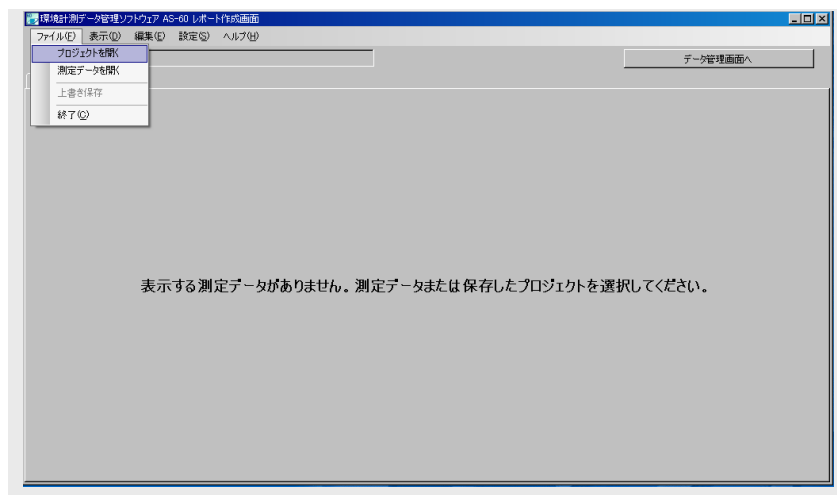 環境計測データ管理ソフトウェア AS-60 レポート作成画面
ファイル(F) 表示(D) 編集(E) 設定(S) ヘルプ(H)
プロジェクトを開く
データ管理画面へ
測定データを開く
上書き保存
終了(C)
表示する測定データがありません。測定データまたは保存したプロジェクトを選択してください。